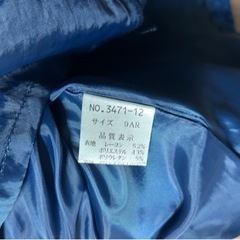 NO.3471-12
サイズ 9AR
品質表示
表地 レーヨン 52%
ポリエステル 43%
ポリウレタン 5%